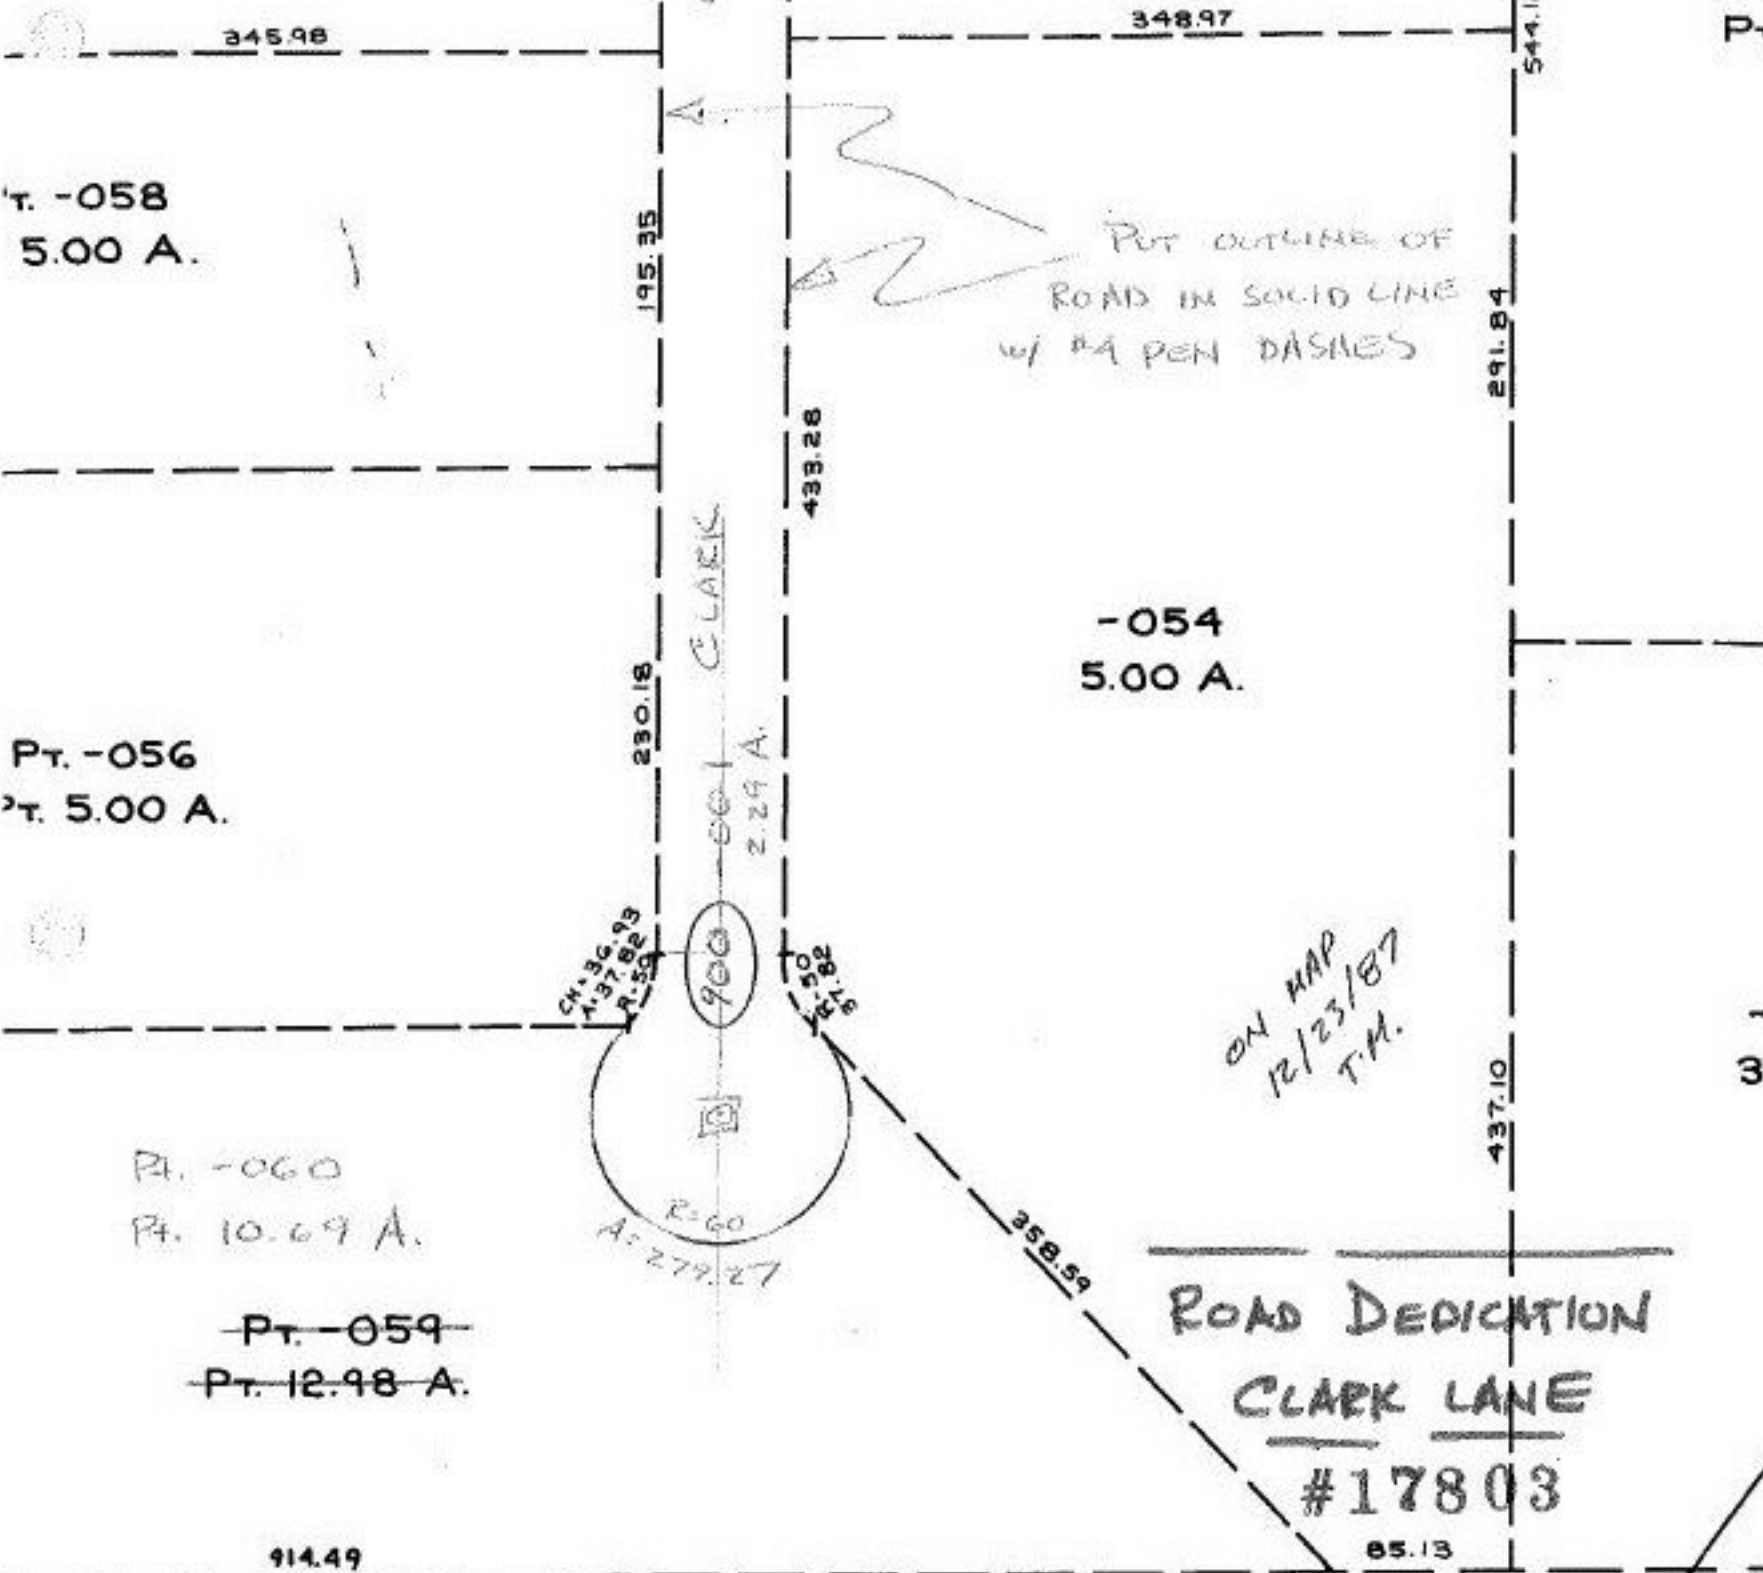 345.98
348.97
544.1
-058
5.00 A.
195.35
PUT OUTLINE OF
ROAD IN SOLID LINE
w/ #4 PEN DASHES
291.84
433.28
CLARK
-054
5.00 A.
230.18
PT. -056
PT. 5.00 A.
-001
2.29 A.
900
CH=36.93
A=37.82
R=50
R=50
37.82
ON MAP
12/23/87
T.M.
437.10
Pt. -060
Pt. 10.69 A.
R=60
A=279.27
358.59
PT. -059
PT. 12.98 A.
ROAD DEDICATION
CLARK LANE
#17803
914.49
85.13